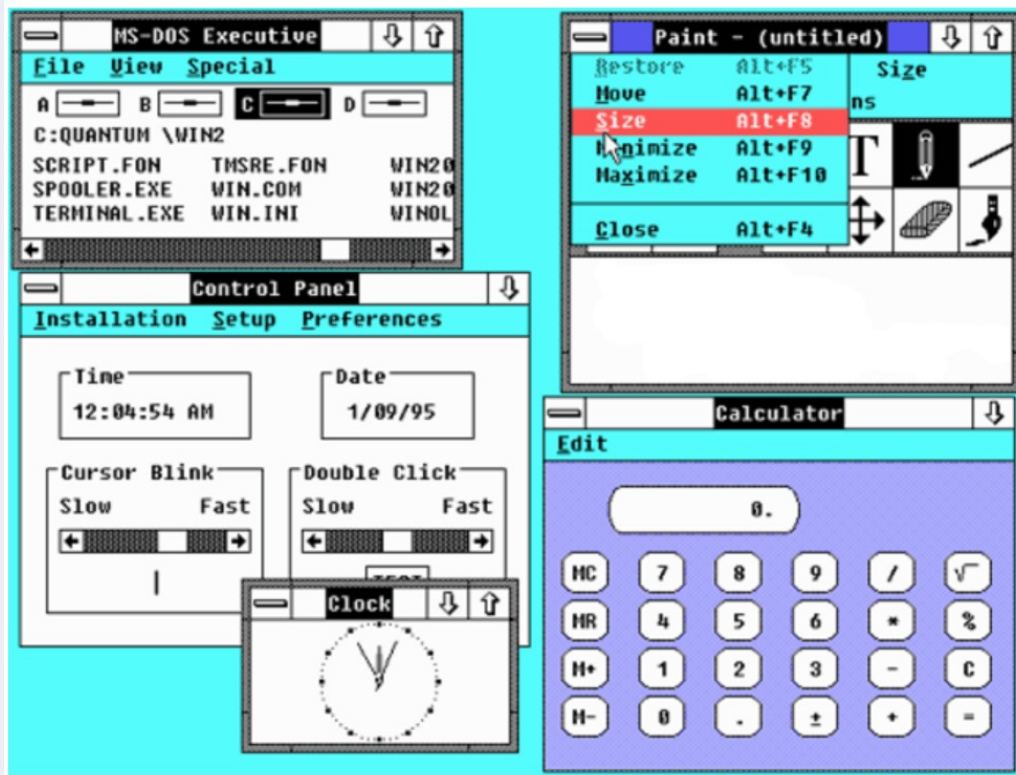 MS-DOS Executive
File View Special
A B C D
C:QUANTUM \WIN2
SCRIPT.FON TMSRE.FON WIN20
SPOOLER.EXE WIN.COM WIN20
TERMINAL.EXE WIN.INI WINOL
Paint - (untitled)
Restore Alt+F5 Size
Move Alt+F7 ns
Size Alt+F8
Minimize Alt+F9
Maximize Alt+F10
Close Alt+F4
T
Control Panel
Installation Setup Preferences
Time Date
12:04:54 AM 1/09/95
Cursor Blink Double Click
Slow Fast Slow Fast
Clock
Calculator
Edit
0.
MC 7 8 9 / √
MR 4 5 6 * %
M+ 1 2 3 - C
M- 0 . ± + =